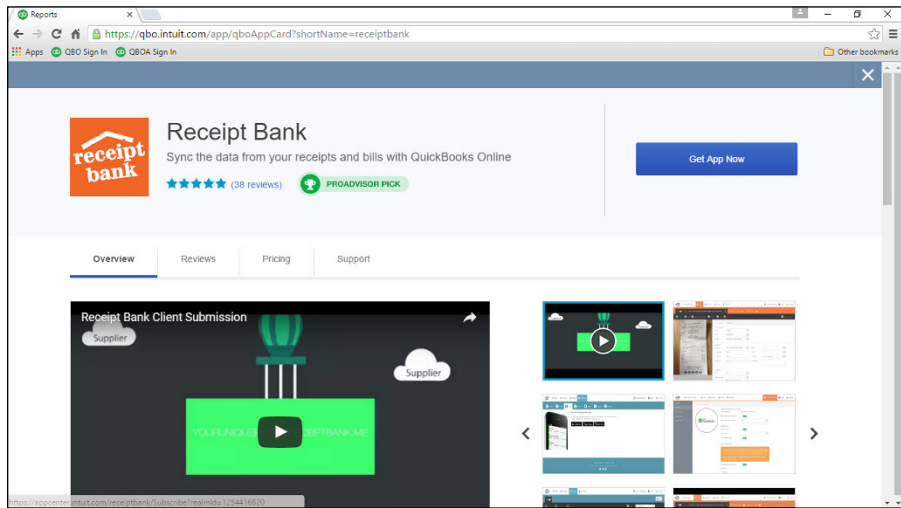 Reports
https://qbo.intuit.com/app/qboAppCard?shortName=receiptbank
Apps QBO Sign In QBOA Sign In Other bookmarks
receipt
bank
Receipt Bank
Sync the data from your receipts and bills with QuickBooks Online
(38 reviews) PROADVISOR PICK
Get App Now
Overview Reviews Pricing Support
Receipt Bank Client Submission
Supplier
Supplier
https://appcenter.intuit.com/receiptbank/Subscribe?realmId=1254416620